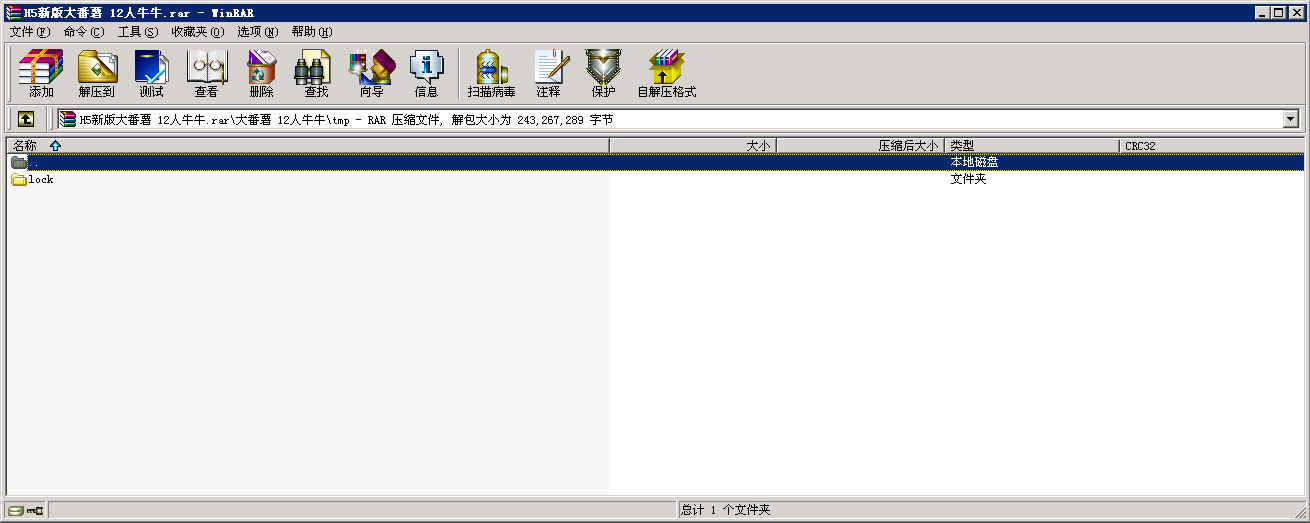 H5新版大番薯 12人牛牛.rar - WinRAR
文件(F) 命令(C) 工具(S) 收藏夹(O) 选项(N) 帮助(H)
添加 解压到 测试 查看 删除 查找 向导 信息 扫描病毒 注释 保护 自解压格式
H5新版大番薯 12人牛牛.rar\大番薯 12人牛牛\tmp - RAR 压缩文件, 解包大小为 243,267,289 字节
名称 大小 压缩后大小 类型 CRC32
.. 本地磁盘
lock 文件夹
总计 1 个文件夹